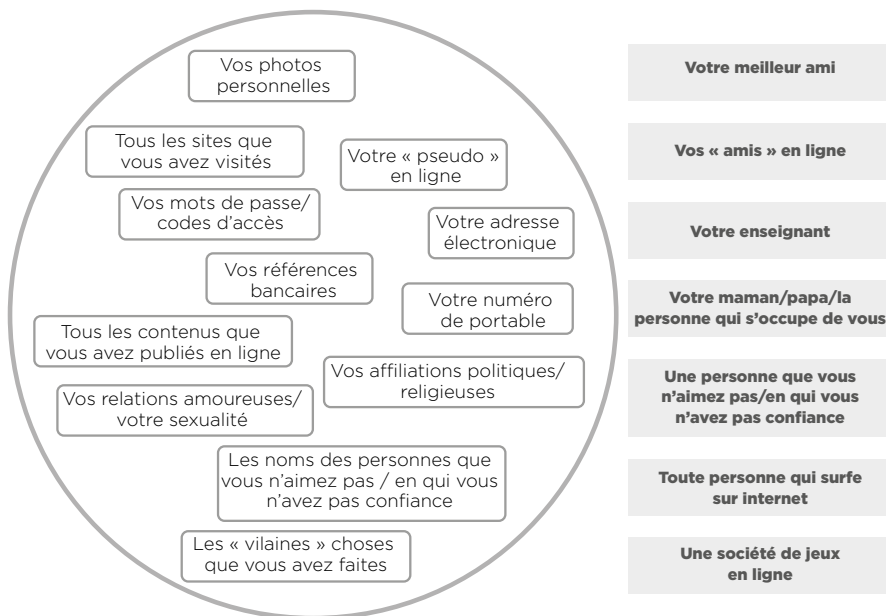 Vos photos
personnelles
Tous les sites que
vous avez visités
Votre « pseudo »
en ligne
Vos mots de passe/
codes d’accès
Votre adresse
électronique
Vos références
bancaires
Votre numéro
de portable
Tous les contenus que
vous avez publiés en ligne
Vos affiliations politiques/
religieuses
Vos relations amoureuses/
votre sexualité
Les noms des personnes que
vous n’aimez pas / en qui vous
n’avez pas confiance
Les « vilaines » choses
que vous avez faites
Votre meilleur ami
Vos « amis » en ligne
Votre enseignant
Votre maman/papa/la
personne qui s’occupe de vous
Une personne que vous
n’aimez pas/en qui vous
n’avez pas confiance
Toute personne qui surfe
sur internet
Une société de jeux
en ligne